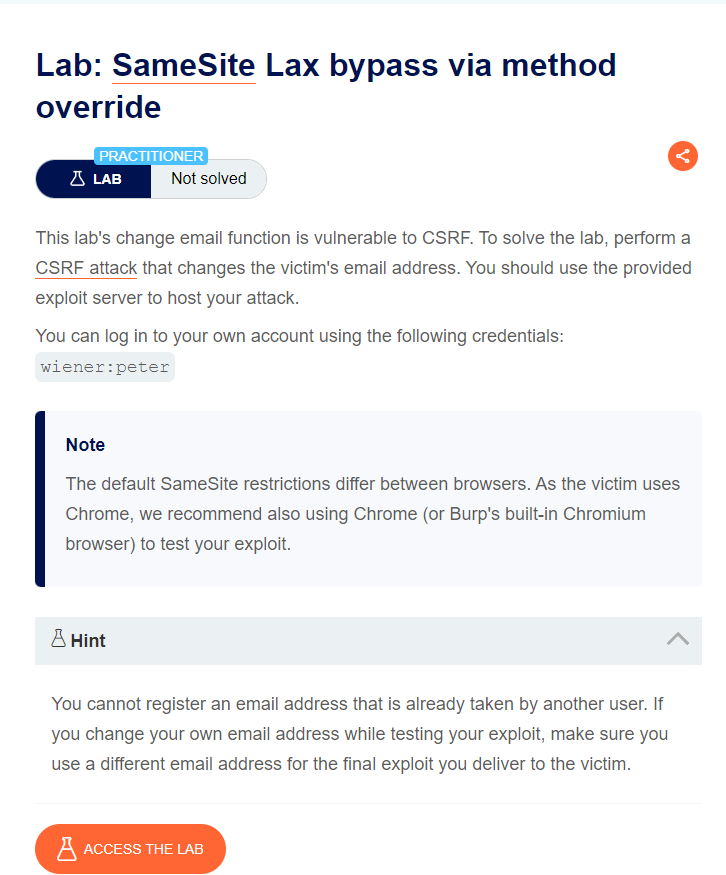 Lab: SameSite Lax bypass via method
override
PRACTITIONER
LAB
Not solved
This lab's change email function is vulnerable to CSRF. To solve the lab, perform a
CSRF attack that changes the victim's email address. You should use the provided
exploit server to host your attack.
You can log in to your own account using the following credentials:
wiener:peter
Note
The default SameSite restrictions differ between browsers. As the victim uses
Chrome, we recommend also using Chrome (or Burp's built-in Chromium
browser) to test your exploit.
Hint
You cannot register an email address that is already taken by another user. If
you change your own email address while testing your exploit, make sure you
use a different email address for the final exploit you deliver to the victim.
ACCESS THE LAB